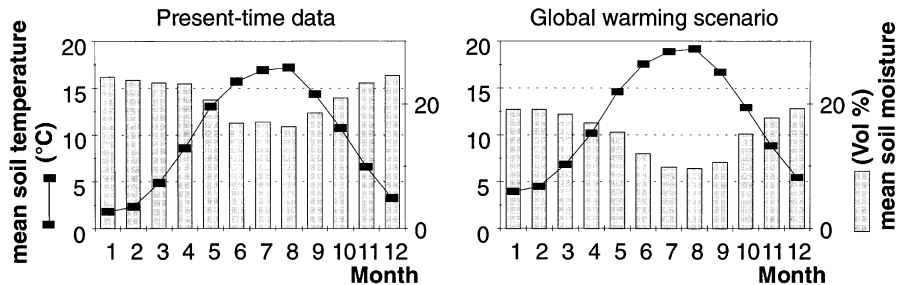 Present-time data
Global warming scenario
mean soil temperature
(°C)
20
15
10
5
0
20
0
1 2 3 4 5 6 7 8 9 10 11 12
Month
20
15
10
5
0
20
0
1 2 3 4 5 6 7 8 9 10 11 12
Month
(Vol %)
mean soil moisture